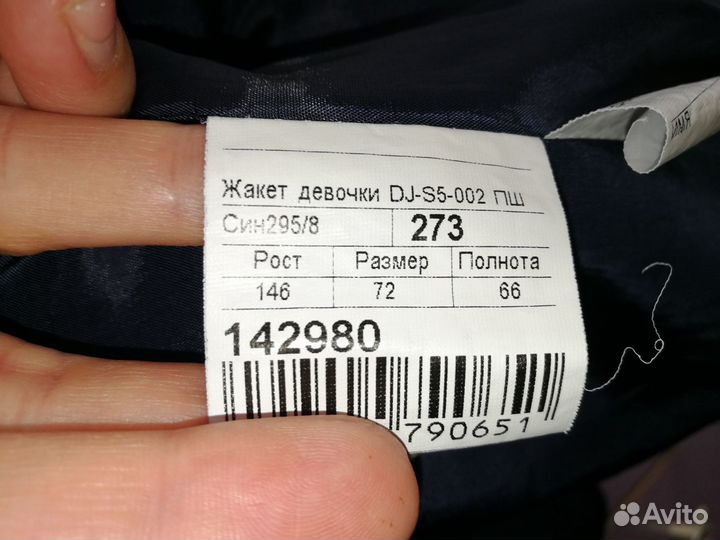 Жакет девочки DJ-S5-002 ПШ
Син295/8 273
Рост Размер Полнота
146 72 66
142980
790651
Avito